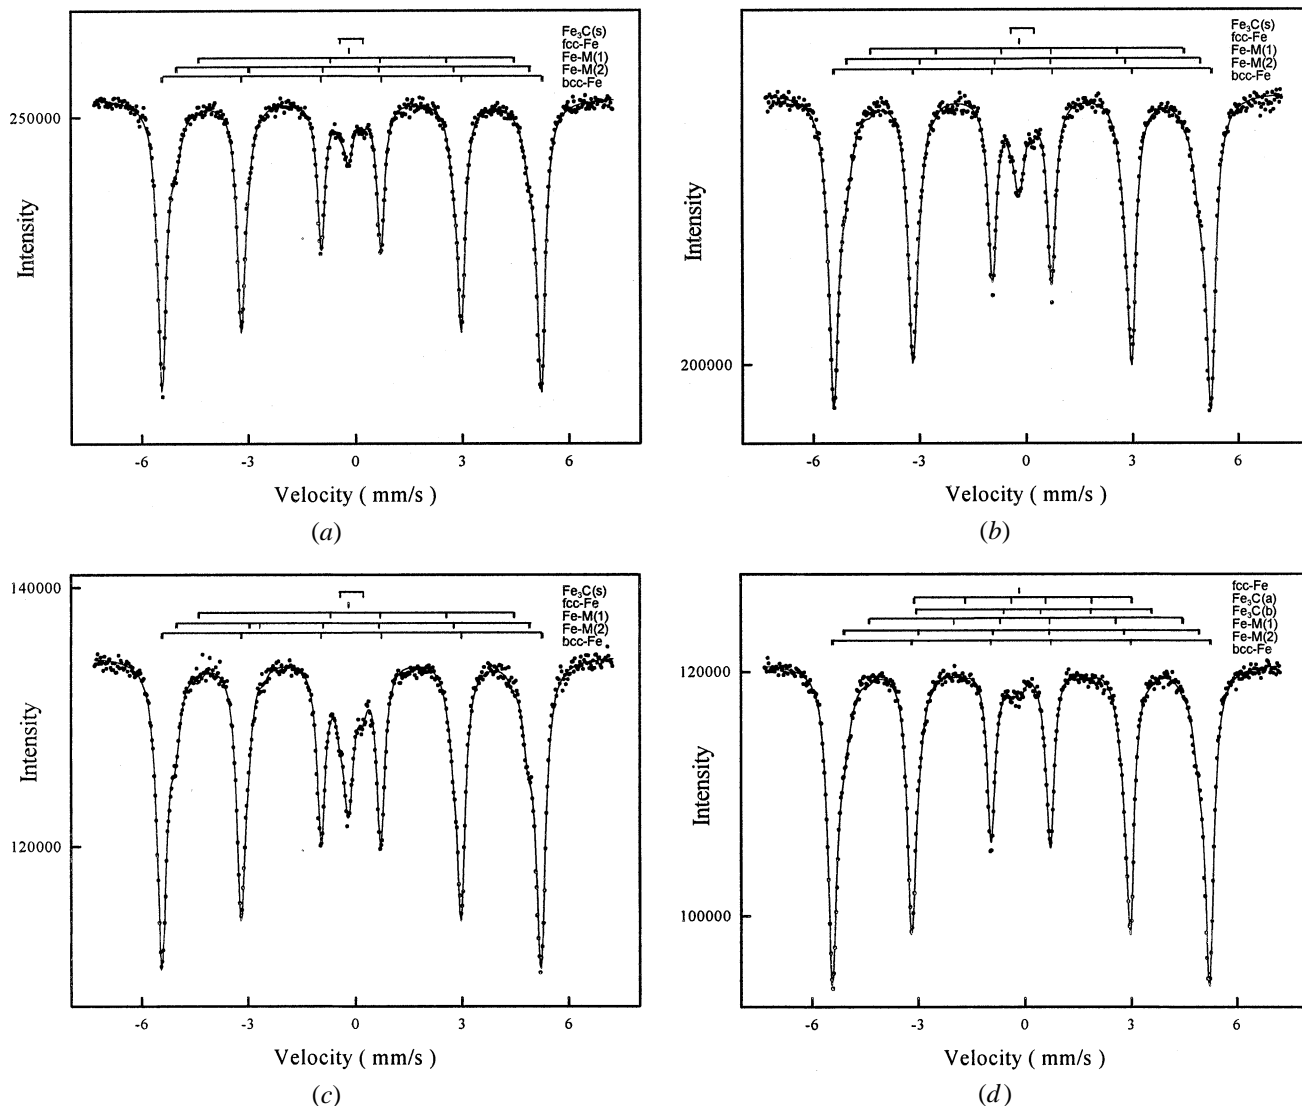 Fe₃C(s)
fcc-Fe
Fe-M(1)
Fe-M(2)
bcc-Fe
250000
Intensity
-6 -3 0 3 6
Velocity ( mm/s )
(a)
Fe₃C(s)
fcc-Fe
Fe-M(1)
Fe-M(2)
bcc-Fe
Intensity
200000
-6 -3 0 3 6
Velocity ( mm/s )
(b)
140000
Fe₃C(s)
fcc-Fe
Fe-M(1)
Fe-M(2)
bcc-Fe
Intensity
120000
-6 -3 0 3 6
Velocity ( mm/s )
(c)
fcc-Fe
Fe₃C(a)
Fe₃C(b)
Fe-M(1)
Fe-M(2)
bcc-Fe
120000
Intensity
100000
-6 -3 0 3 6
Velocity ( mm/s )
(d)